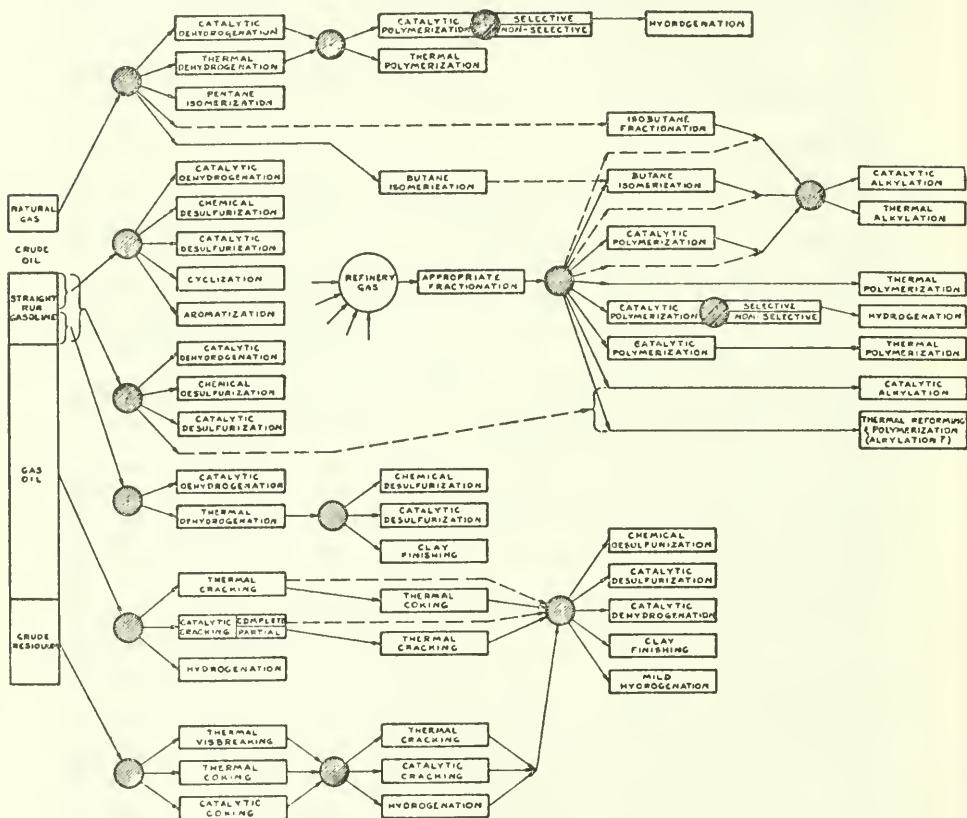 CATALYTIC
DEHYDROGENATION
THERMAL
DEHYDROGENATION
PENTANE
ISOMERIZATION
CATALYTIC
POLYMERIZATION
SELECTIVE
NON-SELECTIVE
HYDROGENATION
THERMAL
POLYMERIZATION
NATURAL
GAS
ISOBUTANE
FRACTIONATION
BUTANE
ISOMERIZATION
BUTANE
ISOMERIZATION
CATALYTIC
POLYMERIZATION
CATALYTIC
ALKYLATION
THERMAL
ALKYLATION
CRUDE
OIL
STRAIGHT
RUN
GASOLINE
GAS
OIL
CRUDE
RESIDUUM
CATALYTIC
DEHYDROGENATION
CHEMICAL
DESULFURIZATION
CATALYTIC
DESULFURIZATION
CYCLIZATION
AROMATIZATION
REFINERY
GAS
APPROPRIATE
FRACTIONATION
THERMAL
POLYMERIZATION
CATALYTIC
POLYMERIZATION
SELECTIVE
NON-SELECTIVE
HYDROGENATION
CATALYTIC
POLYMERIZATION
THERMAL
POLYMERIZATION
CATALYTIC
ALKYLATION
THERMAL REFORMING
& POLYMERIZATION
(ALKYLATION ?)
CATALYTIC
DEHYDROGENATION
CHEMICAL
DESULFURIZATION
CATALYTIC
DESULFURIZATION
CATALYTIC
DEHYDROGENATION
THERMAL
DEHYDROGENATION
CHEMICAL
DESULFURIZATION
CATALYTIC
DESULFURIZATION
CLAY
FINISHING
THERMAL
CRACKING
CATALYTIC
CRACKING
COMPLETE
PARTIAL
HYDROGENATION
THERMAL
COKING
THERMAL
CRACKING
CHEMICAL
DESULFURIZATION
CATALYTIC
DESULFURIZATION
CATALYTIC
DEHYDROGENATION
CLAY
FINISHING
MILD
HYDROGENATION
THERMAL
VISBREAKING
THERMAL
COKING
CATALYTIC
COKING
THERMAL
CRACKING
CATALYTIC
CRACKING
HYDROGENATION